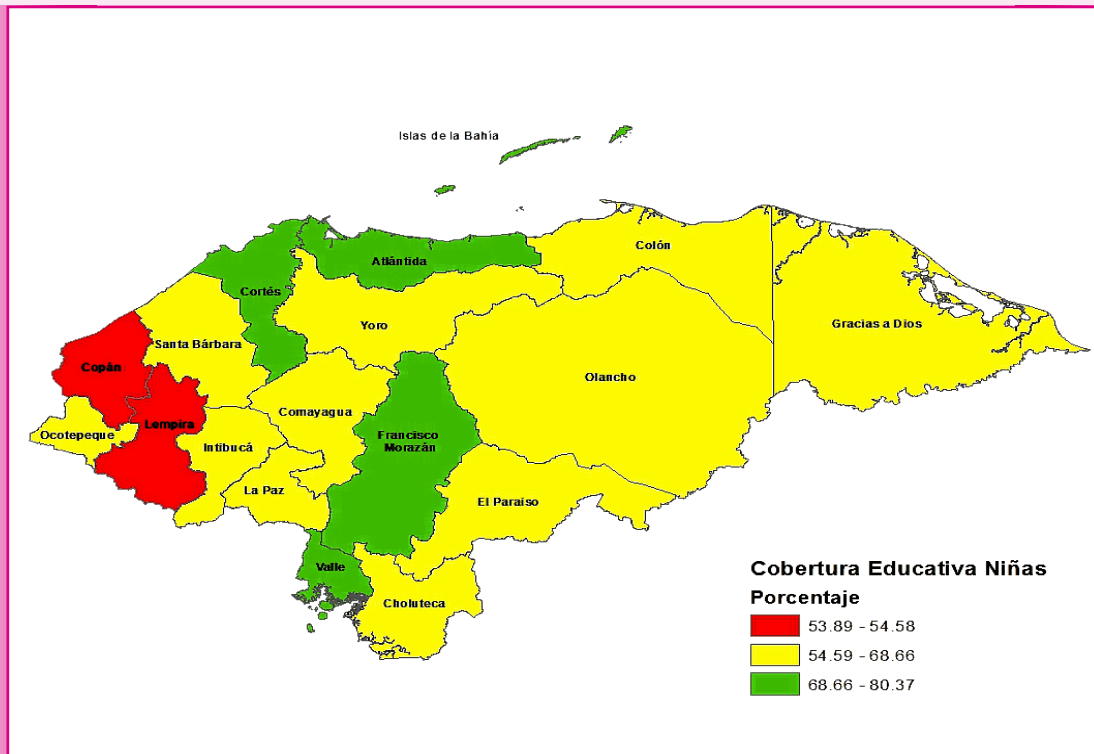 Islas de la Bahía
Colón
Atlántida
Cortés
Gracias a Dios
Yoro
Santa Bárbara
Copán
Olancho
Comayagua
Lempira
Ocotepeque
Francisco
Morazán
Intibucá
La Paz
El Paraíso
Valle
Choluteca
Cobertura Educativa Niñas
Porcentaje
53.89 - 54.58
54.59 - 68.66
68.66 - 80.37